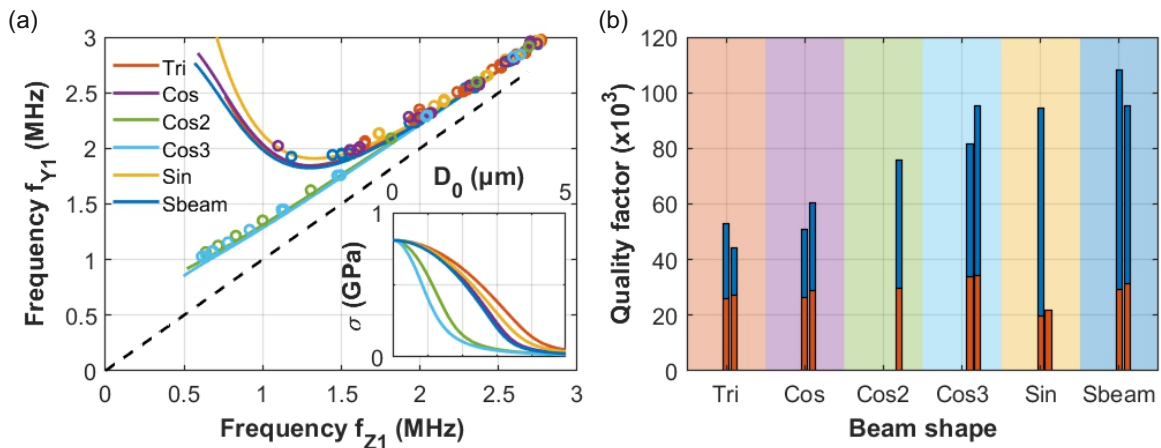 (a)
Frequency f_Y1 (MHz)
3
2.5
2
1.5
1
0.5
0
Tri
Cos
Cos2
Cos3
Sin
Sbeam
0 5
D_0 (μm)
1
0
σ (GPa)
0 0.5 1 1.5 2 2.5 3
Frequency f_Z1 (MHz)
(b)
Quality factor (x10^3)
120
100
80
60
40
20
0
Tri Cos Cos2 Cos3 Sin Sbeam
Beam shape